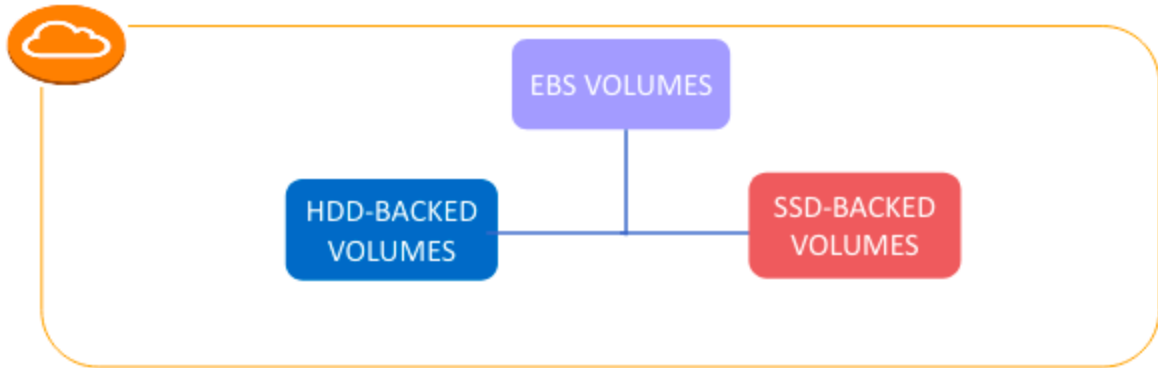 EBS VOLUMES
HDD-BACKED
VOLUMES
SSD-BACKED
VOLUMES